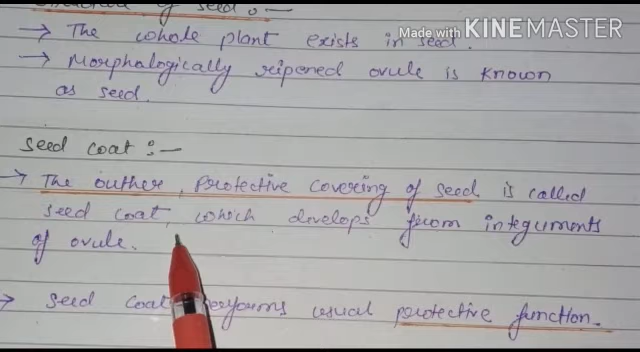 Made with KINEMASTER
of seed :-
→ The whole plant exists in seed.
→ Morphologically ripened ovule is known
as seed.
Seed coat :-
→ The outher, protective covering of seed is called
seed coat, which develops from integuments
of ovule.
→ Seed coat usual protective function.